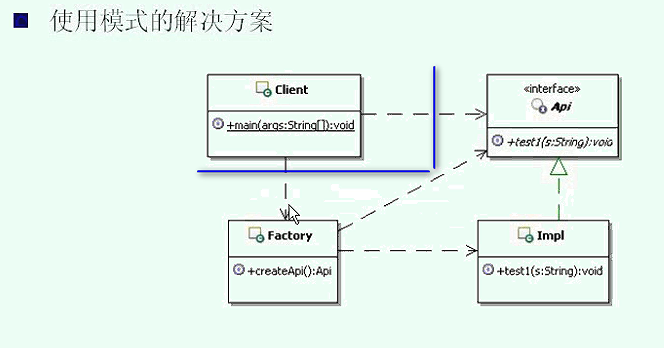 使用模式的解决方案
Client
+main(args:String[]):void
«interface»
Api
+test1(s:String):void
Factory
+createApi():Api
Impl
+test1(s:String):void